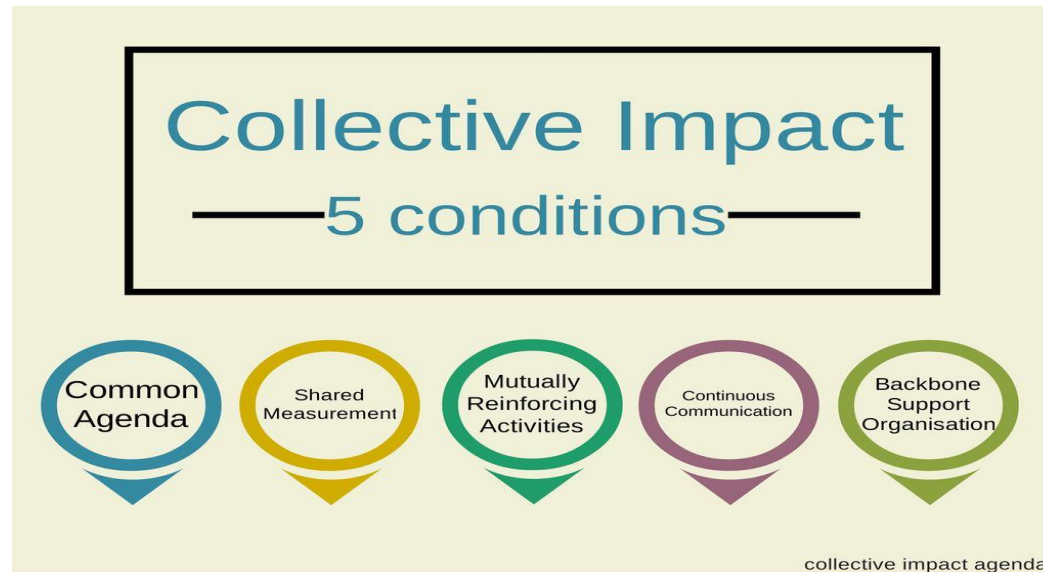 Collective Impact
5 conditions
Common
Agenda
Shared
Measurement
Mutually
Reinforcing
Activities
Continuous
Communication
Backbone
Support
Organisation
collective impact agenda